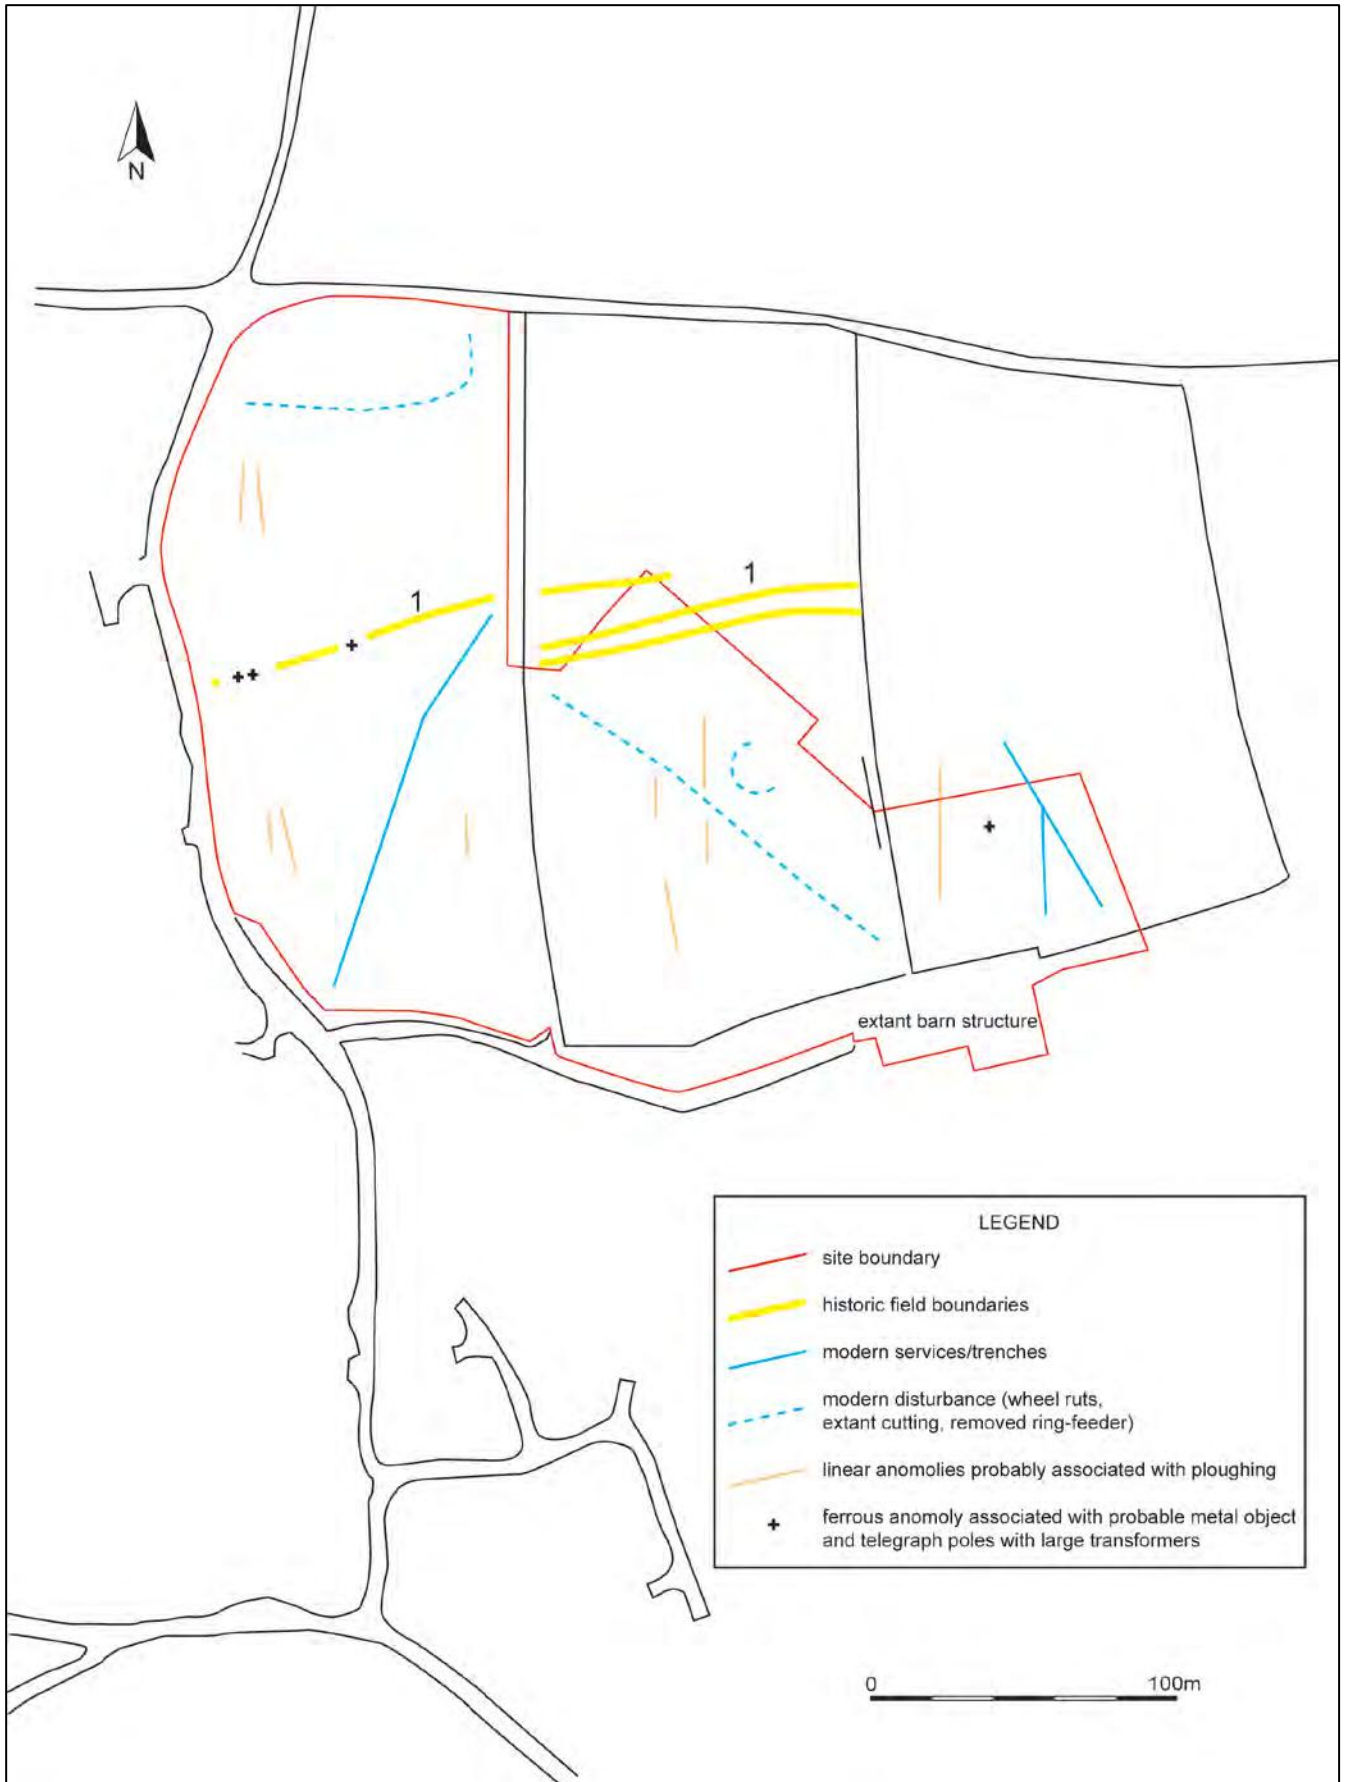 N
1
1
extant barn structure
LEGEND
site boundary
historic field boundaries
modern services/trenches
modern disturbance (wheel ruts,
extant cutting, removed ring-feeder)
linear anomolies probably associated with ploughing
ferrous anomoly associated with probable metal object
and telegraph poles with large transformers
0 100m